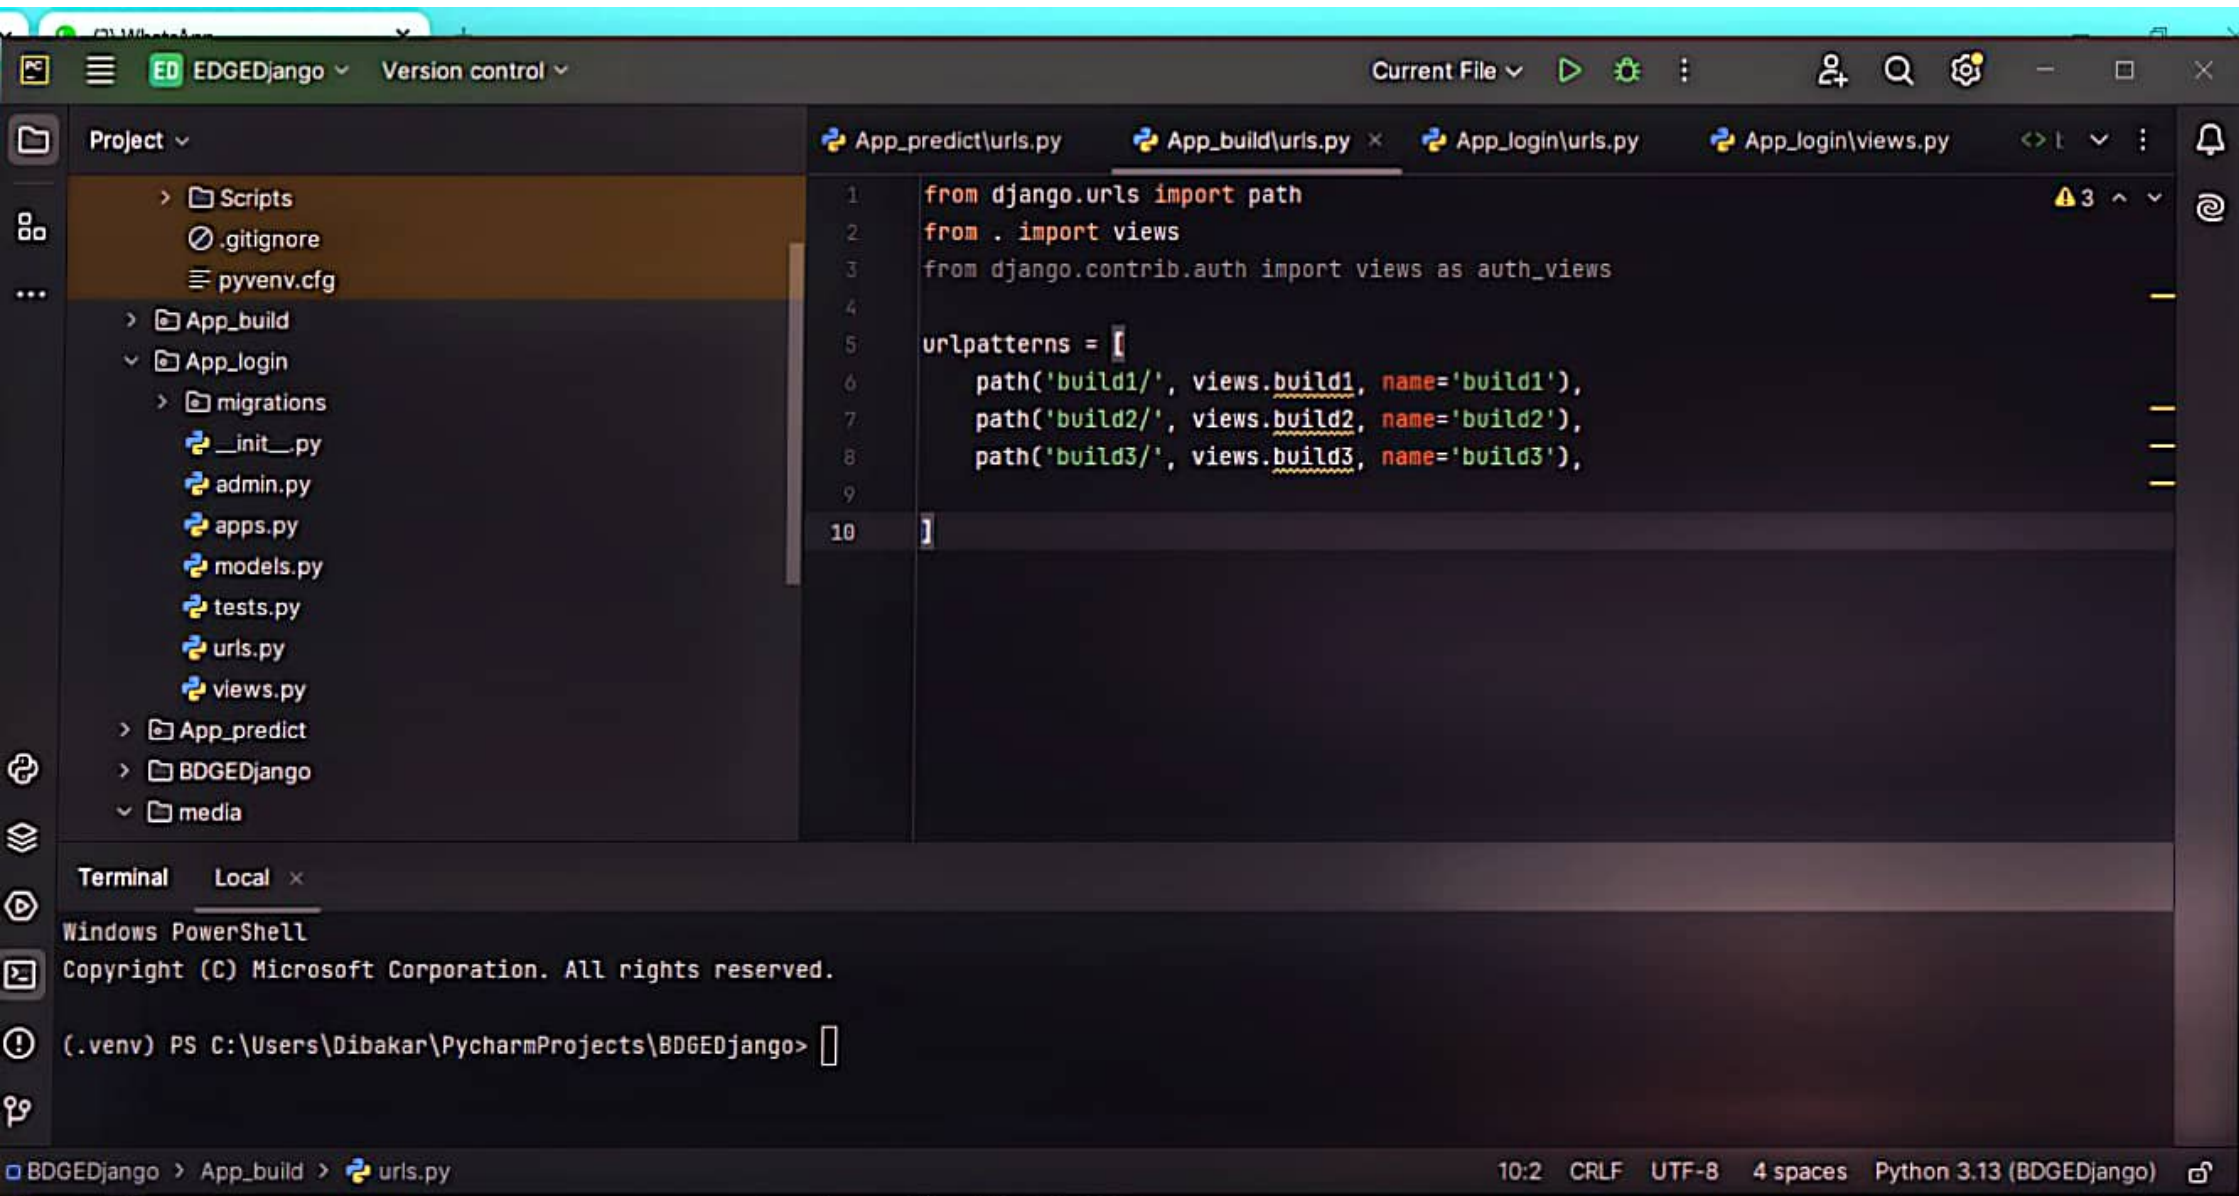 (2) WhatsApp
PC
ED EDGEDjango Version control Current File
Project
App_predict\urls.py App_build\urls.py App_login\urls.py App_login\views.py
Scripts
.gitignore
pyvenv.cfg
App_build
App_login
migrations
__init__.py
admin.py
apps.py
models.py
tests.py
urls.py
views.py
App_predict
BDGEDjango
media
3
1 from django.urls import path
2 from . import views
3 from django.contrib.auth import views as auth_views
4
5 urlpatterns = [
6 path('build1/', views.build1, name='build1'),
7 path('build2/', views.build2, name='build2'),
8 path('build3/', views.build3, name='build3'),
9
10 ]
Terminal Local
Windows PowerShell
Copyright (C) Microsoft Corporation. All rights reserved.
(.venv) PS C:\Users\Dibakar\PycharmProjects\BDGEDjango>
BDGEDjango > App_build > urls.py 10:2 CRLF UTF-8 4 spaces Python 3.13 (BDGEDjango)